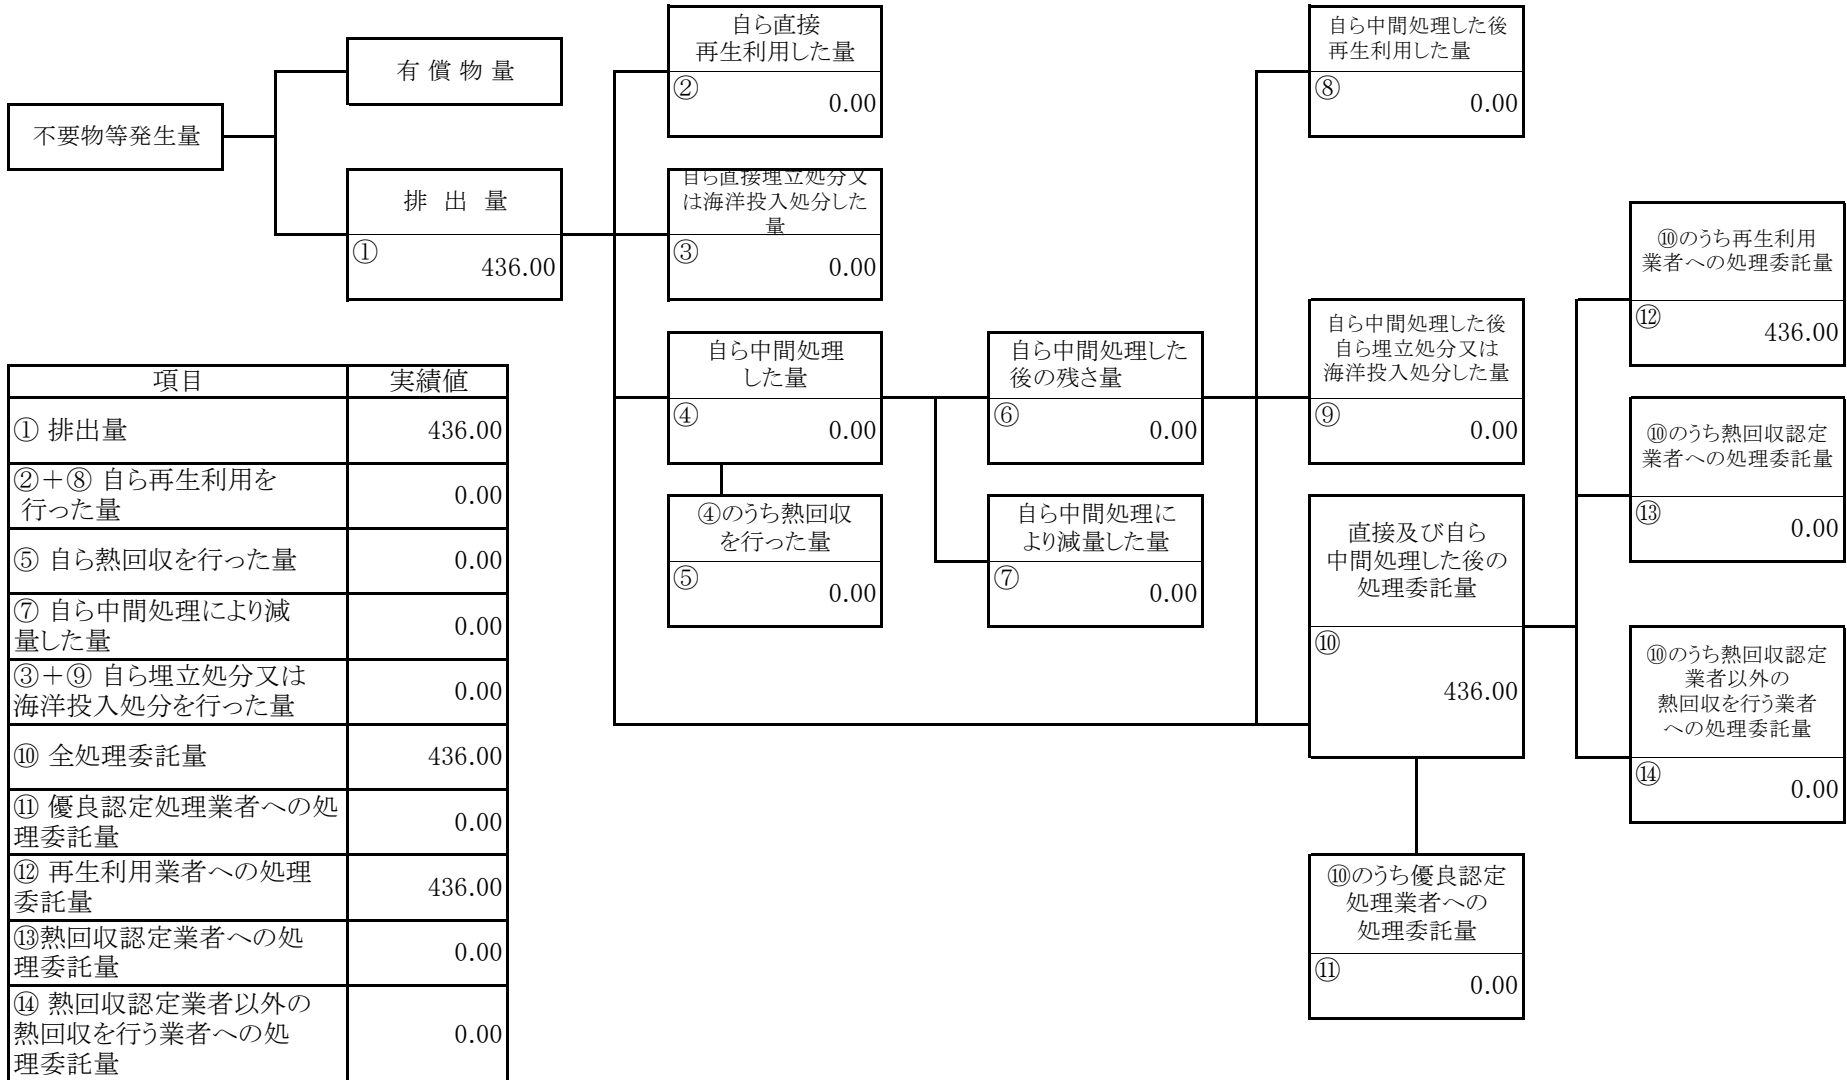 不要物等発生量
有 償 物 量
排 出 量
①
436.00
自ら直接
再生利用した量
②
0.00
自ら直接埋立処分又
は海洋投入処分した
量
③
0.00
自ら中間処理
した量
④
0.00
④のうち熱回収
を行った量
⑤
0.00
自ら中間処理した
後の残さ量
⑥
0.00
自ら中間処理に
より減量した量
⑦
0.00
自ら中間処理した後
再生利用した量
⑧
0.00
自ら中間処理した後
自ら埋立処分又は
海洋投入処分した量
⑨
0.00
直接及び自ら
中間処理した後の
処理委託量
⑩
436.00
⑩のうち優良認定
処理業者への
処理委託量
⑪
0.00
⑩のうち再生利用
業者への処理委託量
⑫
436.00
⑩のうち熱回収認定
業者への処理委託量
⑬
0.00
⑩のうち熱回収認定
業者以外の
熱回収を行う業者
への処理委託量
⑭
0.00
項目 実績値
① 排出量 436.00
②＋⑧ 自ら再生利用を
行った量
0.00
⑤ 自ら熱回収を行った量 0.00
⑦ 自ら中間処理により減
量した量
0.00
③＋⑨ 自ら埋立処分又は
海洋投入処分を行った量
0.00
⑩ 全処理委託量 436.00
⑪ 優良認定処理業者への処
理委託量
0.00
⑫ 再生利用業者への処理
委託量
436.00
⑬熱回収認定業者への処
理委託量
0.00
⑭ 熱回収認定業者以外の
熱回収を行う業者への処
理委託量
0.00